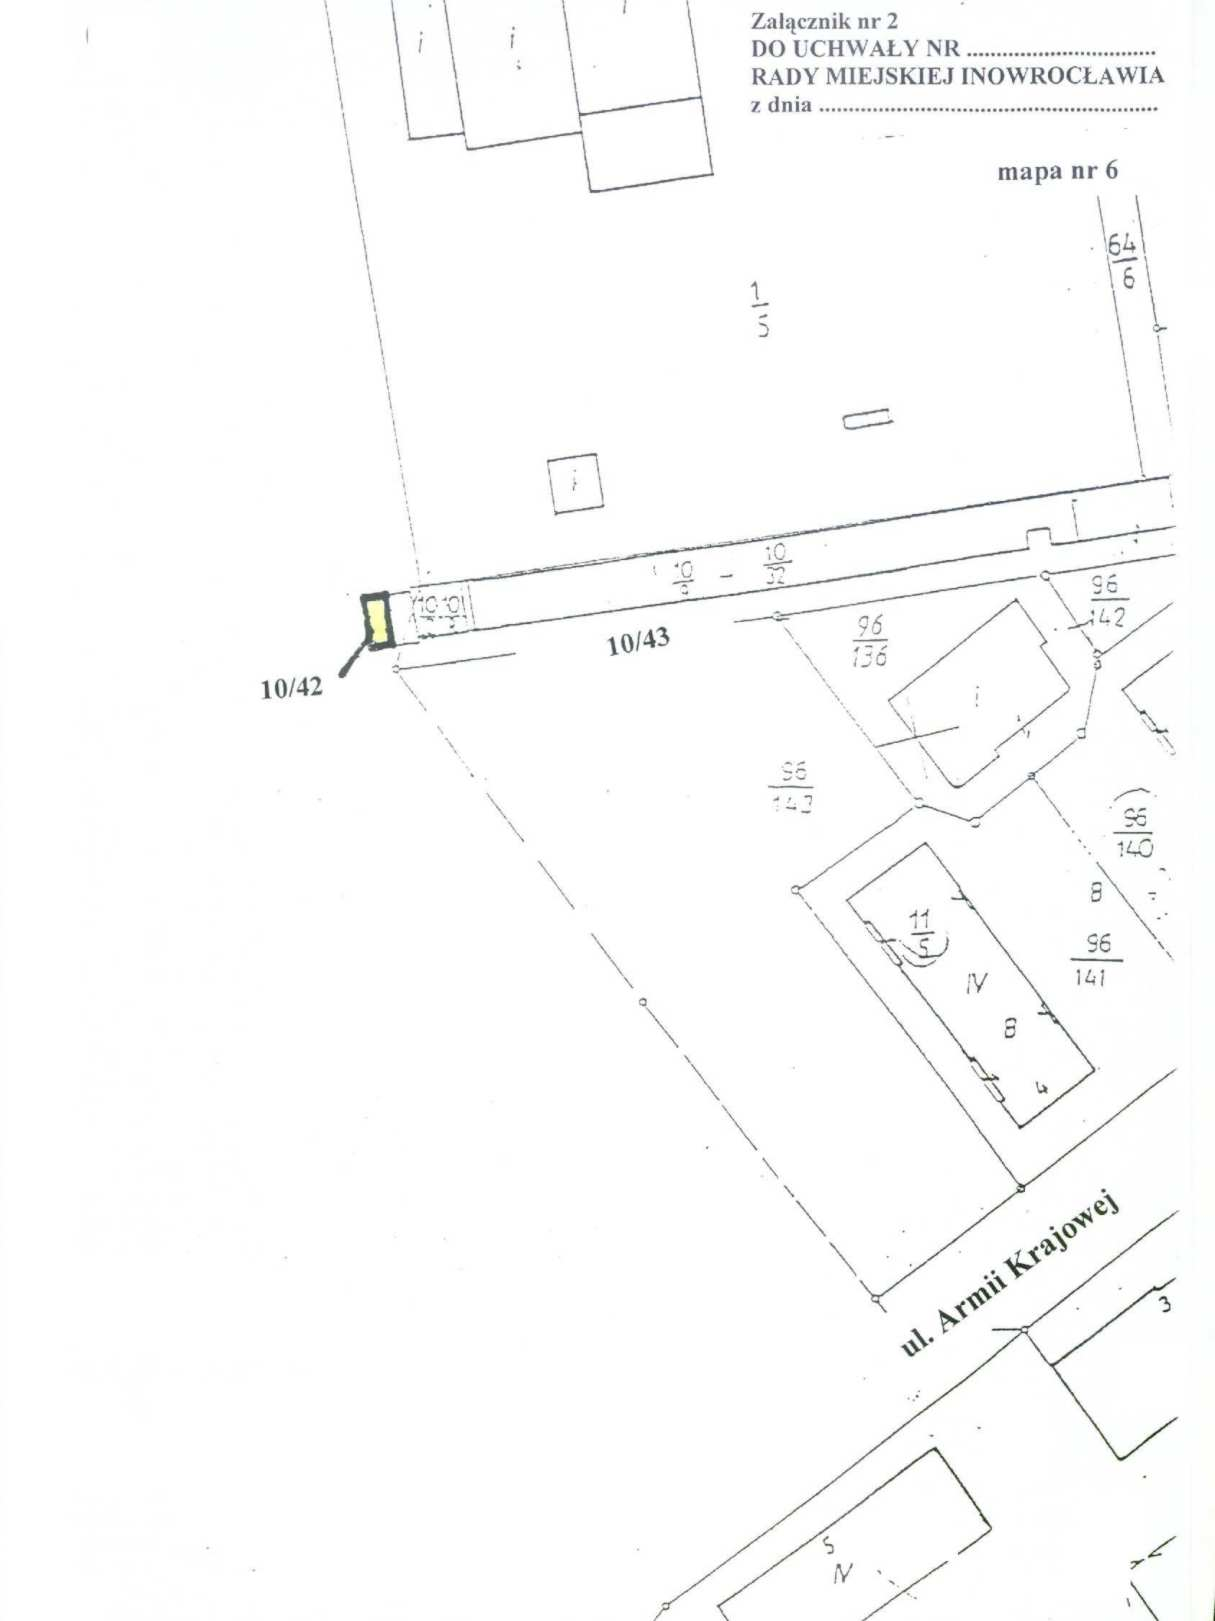 Załącznik nr 2
DO UCHWAŁY NR ................................
RADY MIEJSKIEJ INOWROCŁAWIA
z dnia .........................................................
mapa nr 6
i
i
i
64
6
1
5
i
10
9
–
10
32
10/43
10/42
96
142
96
136
i
96
143
96
140
B
11
5
96
141
IV
B
4
ul. Armii Krajowej
3
5
IV